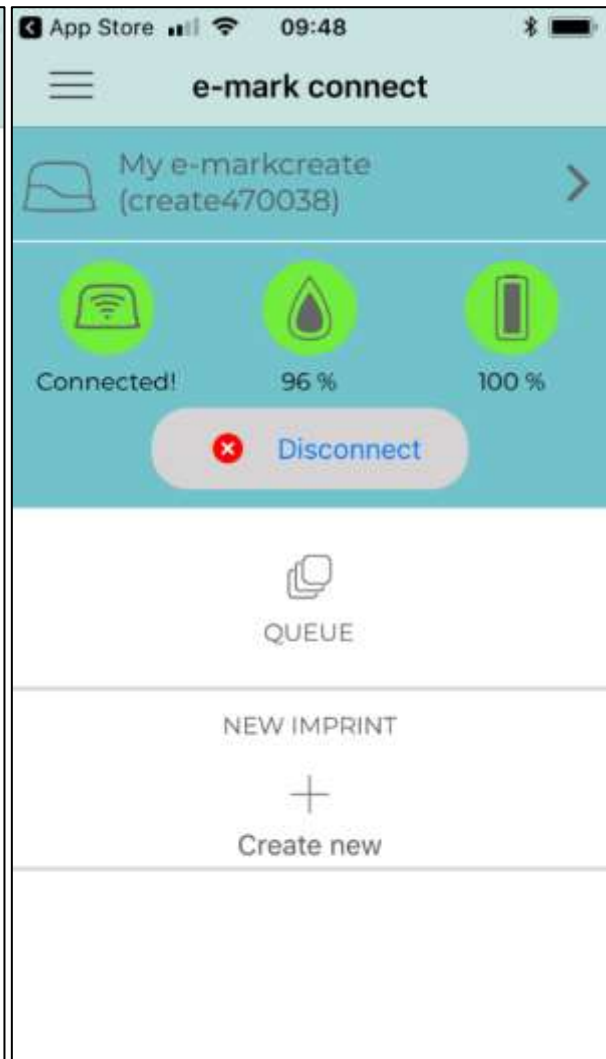 App Store 09:48
e-mark connect
My e-markcreate
(create470038)
Connected! 96 % 100 %
Disconnect
QUEUE
NEW IMPRINT
Create new